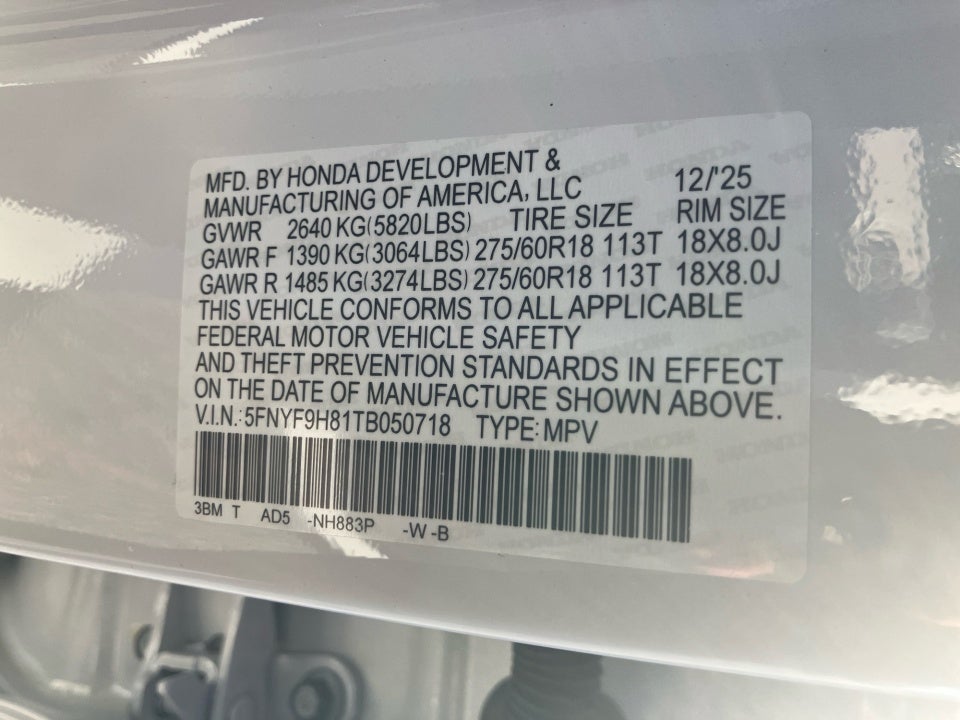 MFD. BY HONDA DEVELOPMENT &
MANUFACTURING OF AMERICA, LLC 12/'25
GVWR 2640 KG(5820LBS) TIRE SIZE RIM SIZE
GAWR F 1390 KG(3064LBS) 275/60R18 113T 18X8.0J
GAWR R 1485 KG(3274LBS) 275/60R18 113T 18X8.0J
THIS VEHICLE CONFORMS TO ALL APPLICABLE
FEDERAL MOTOR VEHICLE SAFETY
AND THEFT PREVENTION STANDARDS IN EFFECT
ON THE DATE OF MANUFACTURE SHOWN ABOVE.
V.I.N.: 5FNYF9H81TB050718 TYPE: MPV
3BM T AD5 -NH883P -W -B